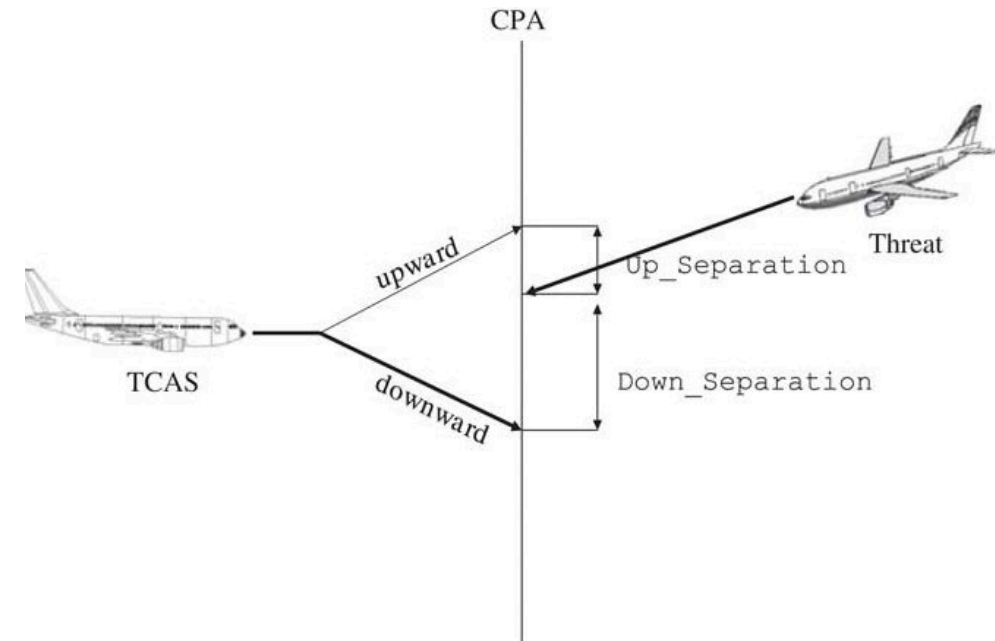 CPA
upward
Threat
Up_Separation
TCAS
downward
Down_Separation